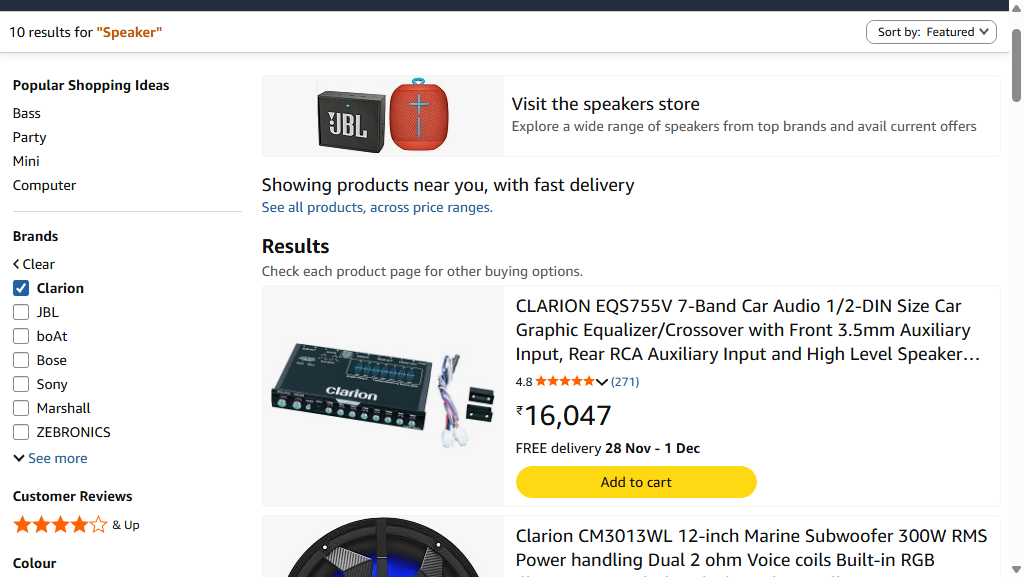 10 results for "Speaker"
Sort by: Featured
Popular Shopping Ideas
Bass
Party
Mini
Computer
Brands
Clear
Clarion
JBL
boAt
Bose
Sony
Marshall
ZEBRONICS
See more
Customer Reviews
& Up
Colour
JBL
Visit the speakers store
Explore a wide range of speakers from top brands and avail current offers
Showing products near you, with fast delivery
See all products, across price ranges.
Results
Check each product page for other buying options.
clarion
CLARION EQS755V 7-Band Car Audio 1/2-DIN Size Car
Graphic Equalizer/Crossover with Front 3.5mm Auxiliary
Input, Rear RCA Auxiliary Input and High Level Speaker…
4.8 (271)
₹16,047
FREE delivery 28 Nov - 1 Dec
Add to cart
Clarion CM3013WL 12-inch Marine Subwoofer 300W RMS
Power handling Dual 2 ohm Voice coils Built-in RGB